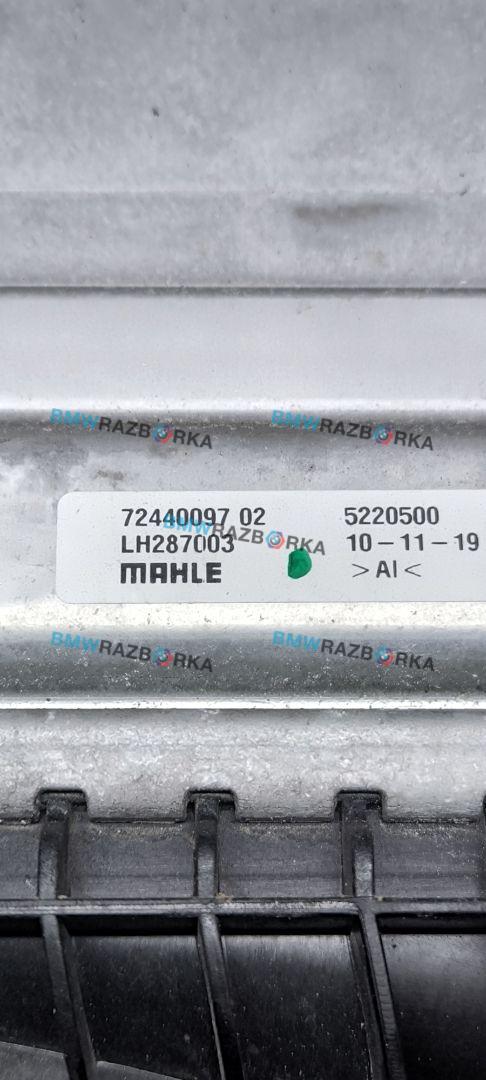 BMWRAZBORKA BMWRAZBORKA
72440097 02 5220500
BMWRAZBORKA
LH287003 10-11-19
MAHLE >Al<
BMWRAZBORKA BMWRAZBORKA